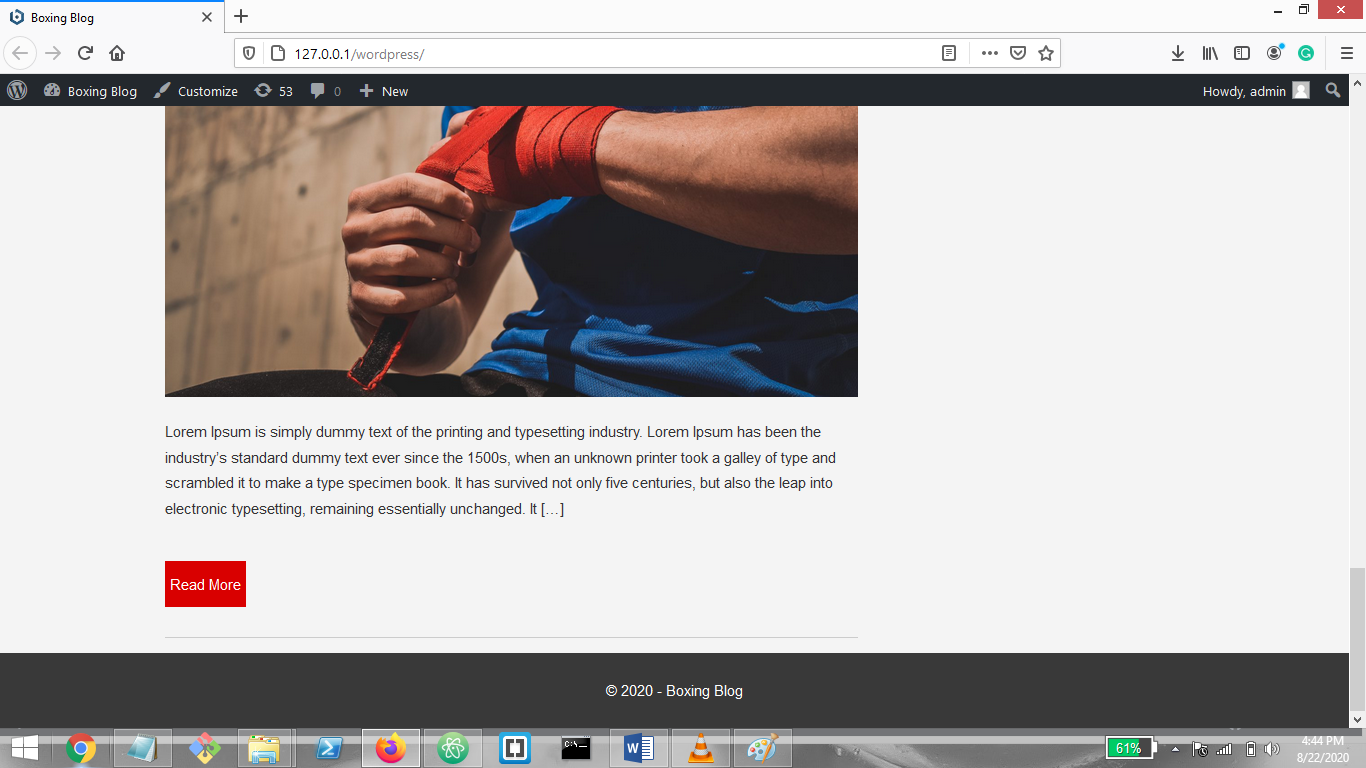 Boxing Blog
127.0.0.1/wordpress/
Boxing Blog Customize 53 0 New Howdy, admin
Lorem Ipsum is simply dummy text of the printing and typesetting industry. Lorem Ipsum has been the
industry’s standard dummy text ever since the 1500s, when an unknown printer took a galley of type and
scrambled it to make a type specimen book. It has survived not only five centuries, but also the leap into
electronic typesetting, remaining essentially unchanged. It […]
Read More
© 2020 - Boxing Blog
61%
4:44 PM
8/22/2020